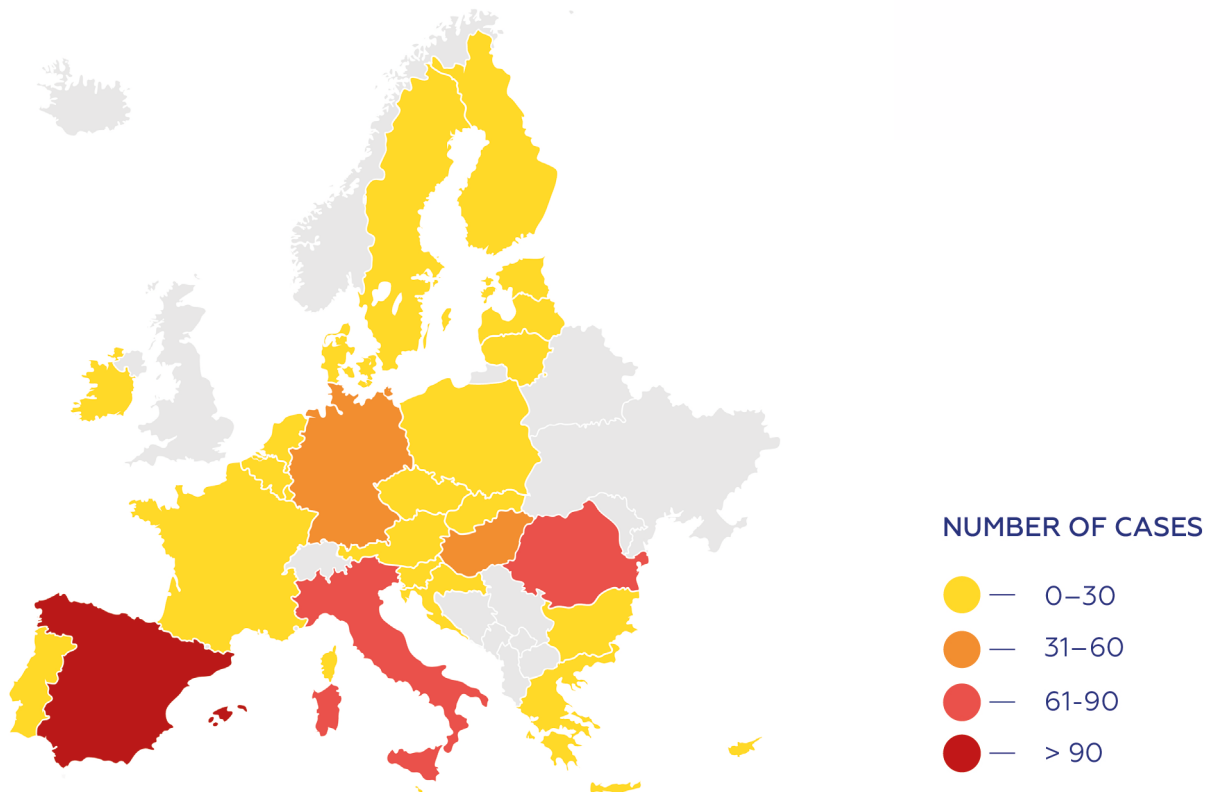 NUMBER OF CASES
— 0–30
— 31–60
— 61-90
— > 90